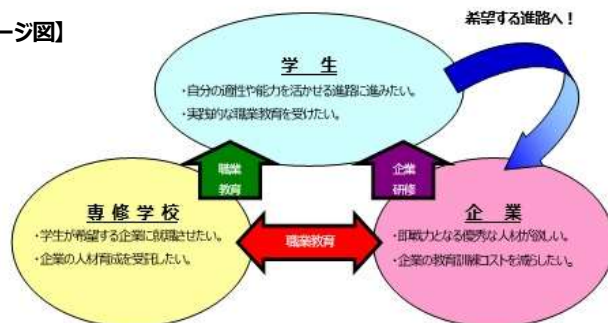 ージ図】
希望する進路へ！
学 生
・自分の適性や能力を活かせる進路に進みたい。
・実践的な職業教育を受けたい。
職業
教育
企業
研修
専修学校
・学生が希望する企業に就職させたい。
・企業の人材育成を受託したい。
職業教育
企 業
・即戦力となる優秀な人材が欲しい。
・企業の教育訓練コストを減らしたい。